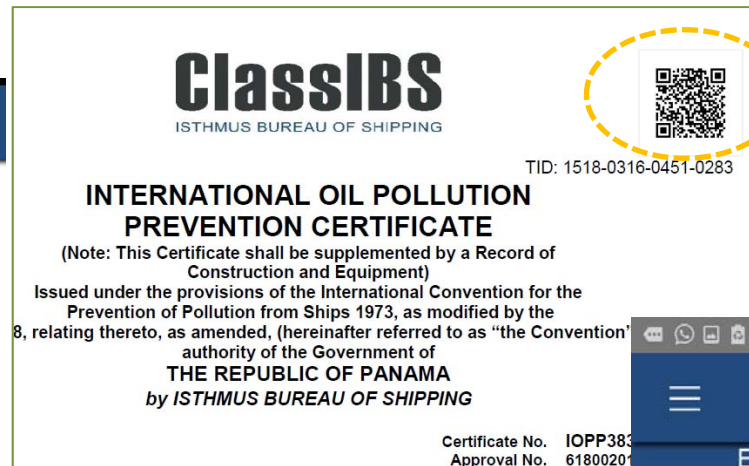 ClassIBS
ISTHMUS BUREAU OF SHIPPING
TID: 1518-0316-0451-0283
INTERNATIONAL OIL POLLUTION
PREVENTION CERTIFICATE
(Note: This Certificate shall be supplemented by a Record of
Construction and Equipment)
Issued under the provisions of the International Convention for the
Prevention of Pollution from Ships 1973, as modified by the
8, relating thereto, as amended, (hereinafter referred to as “the Convention”
authority of the Government of
THE REPUBLIC OF PANAMA
by ISTHMUS BUREAU OF SHIPPING
Certificate No. IOPP383
Approval No. 6180020